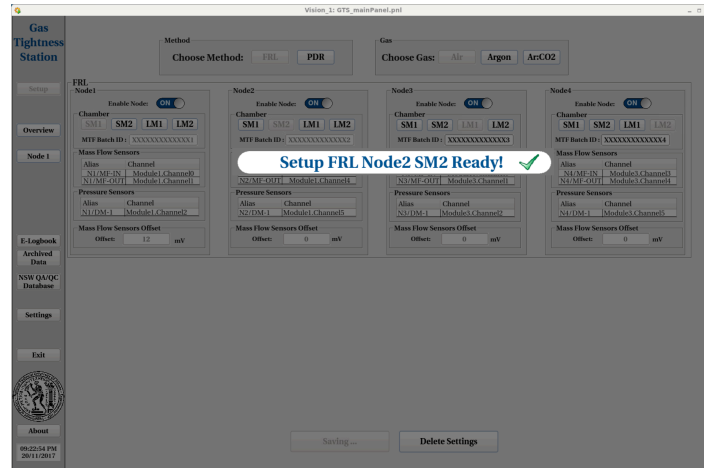 Vision_1: GTS_mainPanel.pnl
Gas
Tightness
Station
Method
Choose Method: FRL PDR
Gas
Choose Gas: Air Argon Ar:CO2
Setup
Overview
Node 1
E-Logbook
Archived
Data
NSW QA/QC
Database
Settings
Exit
About
09:22:54 PM
20/11/2017
FRL
Node1
Enable Node: ON
Chamber
SM1 SM2 LM1 LM2
MTF Batch ID: XXXXXXXXXXXXX1
Mass Flow Sensors
Alias Channel
N1/MF-IN Module1.Channel0
N1/MF-OUT Module1.Channel1
Pressure Sensors
Alias Channel
N1/DM-1 Module1.Channel2
Mass Flow Sensors Offset
Offset: 12 mV
Node2
Enable Node: ON
Chamber
SM1 SM2 LM1 LM2
MTF Batch ID: XXXXXXXXXXXXX2
N2/MF-OUT Module1.Channel4
Pressure Sensors
Alias Channel
N2/DM-1 Module1.Channel5
Mass Flow Sensors Offset
Offset: 0 mV
Node3
Enable Node: ON
Chamber
SM1 SM2 LM1 LM2
MTF Batch ID: XXXXXXXXXXXXX3
N3/MF-OUT Module3.Channel1
Pressure Sensors
Alias Channel
N3/DM-1 Module3.Channel2
Mass Flow Sensors Offset
Offset: 0 mV
Node4
Enable Node: ON
Chamber
SM1 SM2 LM1 LM2
MTF Batch ID: XXXXXXXXXXXXX4
Mass Flow Sensors
Alias Channel
N4/MF-IN Module3.Channel3
N4/MF-OUT Module3.Channel4
Pressure Sensors
Alias Channel
N4/DM-1 Module3.Channel5
Mass Flow Sensors Offset
Offset: 0 mV
Setup FRL Node2 SM2 Ready!
Saving ...
Delete Settings